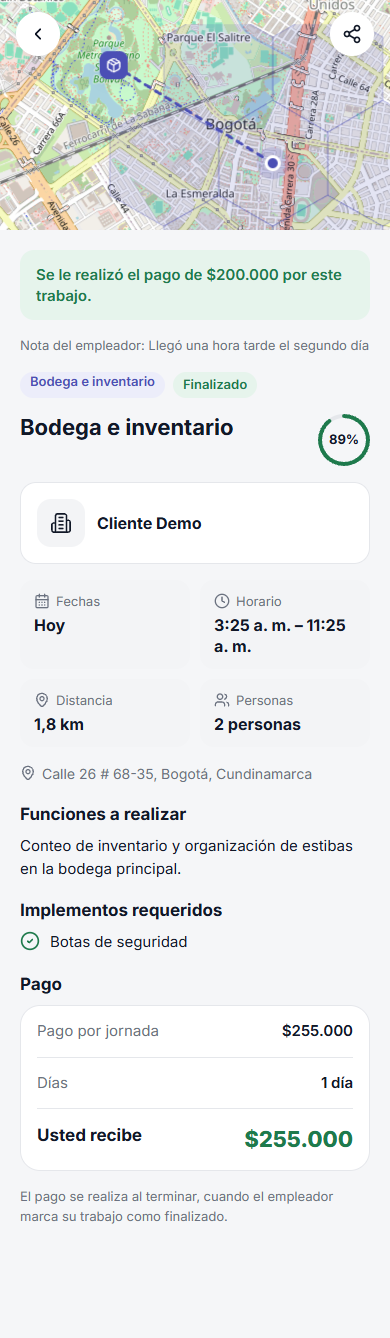 Unidos
Parque El Salitre
Parque
Bolívar
Carrera 66A
Calle 26
Ferrocarril de La Sabana
Bogotá
Calle 64
Carrera 28A
Carrera 30
Calle 44
La Esmeralda
Avenida
Se le realizó el pago de $200.000 por este
trabajo.
Nota del empleador: Llegó una hora tarde el segundo día
Bodega e inventario
Finalizado
Bodega e inventario
89%
Cliente Demo
Fechas
Hoy
Horario
3:25 a. m. – 11:25
a. m.
Distancia
1,8 km
Personas
2 personas
Calle 26 # 68-35, Bogotá, Cundinamarca
Funciones a realizar
Conteo de inventario y organización de estibas
en la bodega principal.
Implementos requeridos
Botas de seguridad
Pago
Pago por jornada
$255.000
Días
1 día
Usted recibe
$255.000
El pago se realiza al terminar, cuando el empleador
marca su trabajo como finalizado.